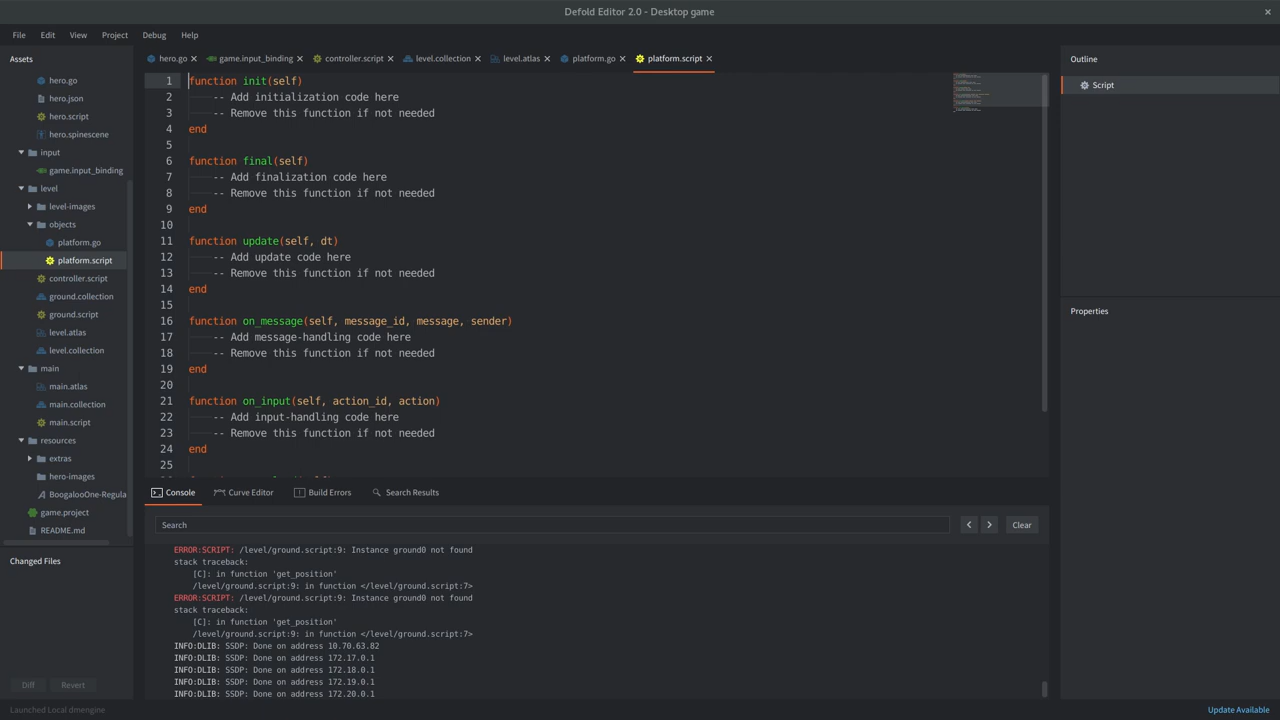 Defold Editor 2.0 - Desktop game
File Edit View Project Debug Help
Assets
hero.go
hero.json
hero.script
hero.spinescene
input
game.input_binding
level
level-images
objects
platform.go
platform.script
controller.script
ground.collection
ground.script
level.atlas
level.collection
main
main.atlas
main.collection
main.script
resources
extras
hero-images
BoogalooOne-Regula
game.project
README.md
Changed Files
Diff Revert
Launched Local dmengine
hero.go game.input_binding controller.script level.collection level.atlas platform.go platform.script
1 function init(self)
2 -- Add initialization code here
3 -- Remove this function if not needed
4 end
5
6 function final(self)
7 -- Add finalization code here
8 -- Remove this function if not needed
9 end
10
11 function update(self, dt)
12 -- Add update code here
13 -- Remove this function if not needed
14 end
15
16 function on_message(self, message_id, message, sender)
17 -- Add message-handling code here
18 -- Remove this function if not needed
19 end
20
21 function on_input(self, action_id, action)
22 -- Add input-handling code here
23 -- Remove this function if not needed
24 end
25
Console Curve Editor Build Errors Search Results
Search Clear
ERROR:SCRIPT: /level/ground.script:9: Instance ground0 not found
stack traceback:
[C]: in function 'get_position'
/level/ground.script:9: in function </level/ground.script:7>
ERROR:SCRIPT: /level/ground.script:9: Instance ground0 not found
stack traceback:
[C]: in function 'get_position'
/level/ground.script:9: in function </level/ground.script:7>
INFO:DLIB: SSDP: Done on address 10.70.63.82
INFO:DLIB: SSDP: Done on address 172.17.0.1
INFO:DLIB: SSDP: Done on address 172.18.0.1
INFO:DLIB: SSDP: Done on address 172.19.0.1
INFO:DLIB: SSDP: Done on address 172.20.0.1
Outline
Script
Properties
Update Available